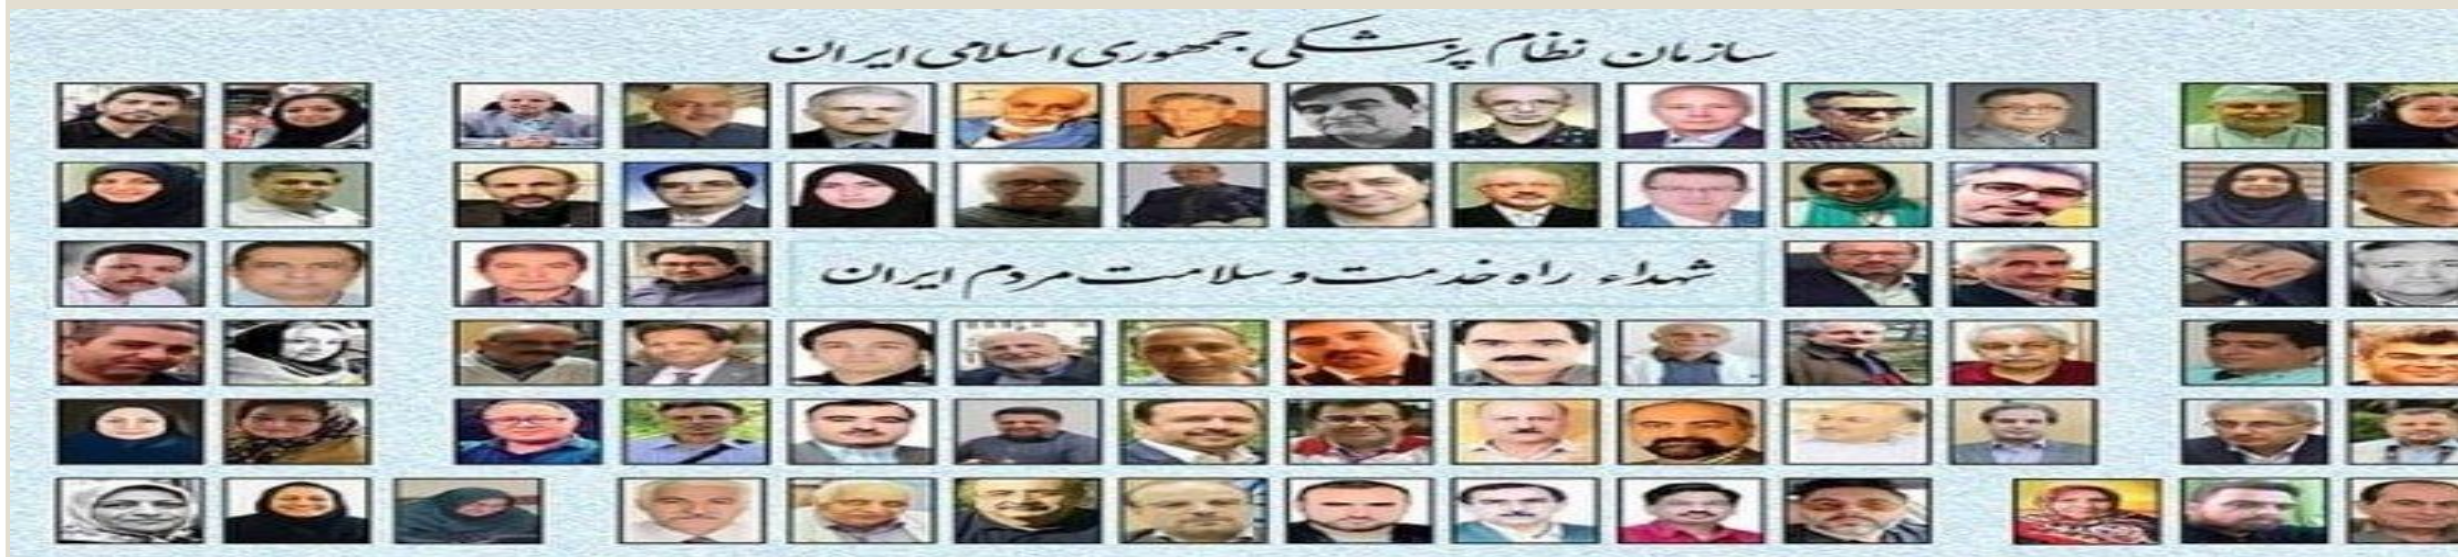 سازمان نظام پزشکی جمهوری اسلامی ایران
شهداء راه خدمت و سلامت مردم ایران